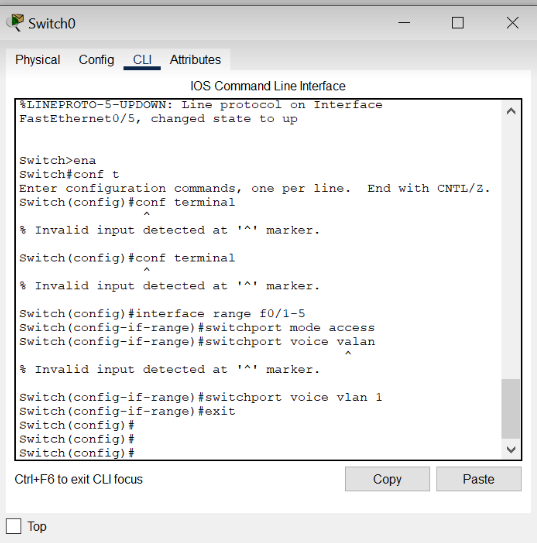 Switch0
Physical Config CLI Attributes
IOS Command Line Interface
%LINEPROTO-5-UPDOWN: Line protocol on Interface
FastEthernet0/5, changed state to up
Switch>ena
Switch#conf t
Enter configuration commands, one per line.  End with CNTL/Z.
Switch(config)#conf terminal
^
% Invalid input detected at '^' marker.
Switch(config)#conf terminal
^
% Invalid input detected at '^' marker.
Switch(config)#interface range f0/1-5
Switch(config-if-range)#switchport mode access
Switch(config-if-range)#switchport voice valan
^
% Invalid input detected at '^' marker.
Switch(config-if-range)#switchport voice vlan 1
Switch(config-if-range)#exit
Switch(config)#
Switch(config)#
Switch(config)#
Ctrl+F6 to exit CLI focus
Copy Paste
Top